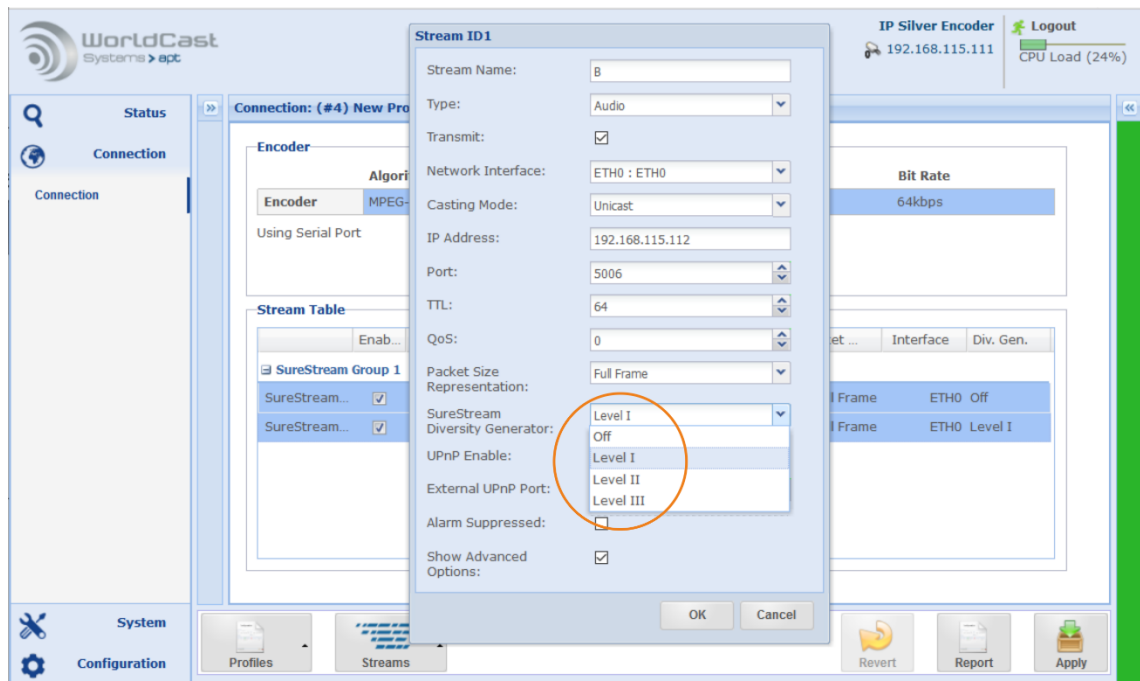 WorldCast
Systems > apt
IP Silver Encoder
192.168.115.111
Logout
CPU Load (24%)
Status
Connection
Connection
System
Configuration
Connection: (#4) New Pro
Encoder
Algori
Bit Rate
Encoder
MPEG-
64kbps
Using Serial Port
Stream Table
Enab...
et ...
Interface
Div. Gen.
SureStream Group 1
SureStream...
l Frame
ETH0
Off
SureStream...
l Frame
ETH0
Level I
Stream ID1
Stream Name:
B
Type:
Audio
Transmit:
Network Interface:
ETH0 : ETH0
Casting Mode:
Unicast
IP Address:
192.168.115.112
Port:
5006
TTL:
64
QoS:
0
Packet Size
Representation:
Full Frame
SureStream
Diversity Generator:
Level I
Off
Level I
Level II
Level III
UPnP Enable:
External UPnP Port:
Alarm Suppressed:
Show Advanced
Options:
OK
Cancel
Profiles
Streams
Revert
Report
Apply